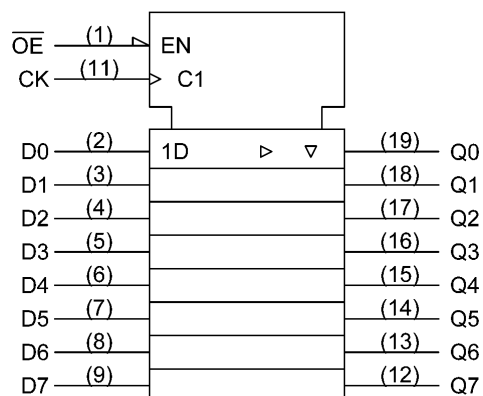 OE (1) EN
CK (11) C1
D0 (2) 1D (19) Q0
D1 (3) (18) Q1
D2 (4) (17) Q2
D3 (5) (16) Q3
D4 (6) (15) Q4
D5 (7) (14) Q5
D6 (8) (13) Q6
D7 (9) (12) Q7